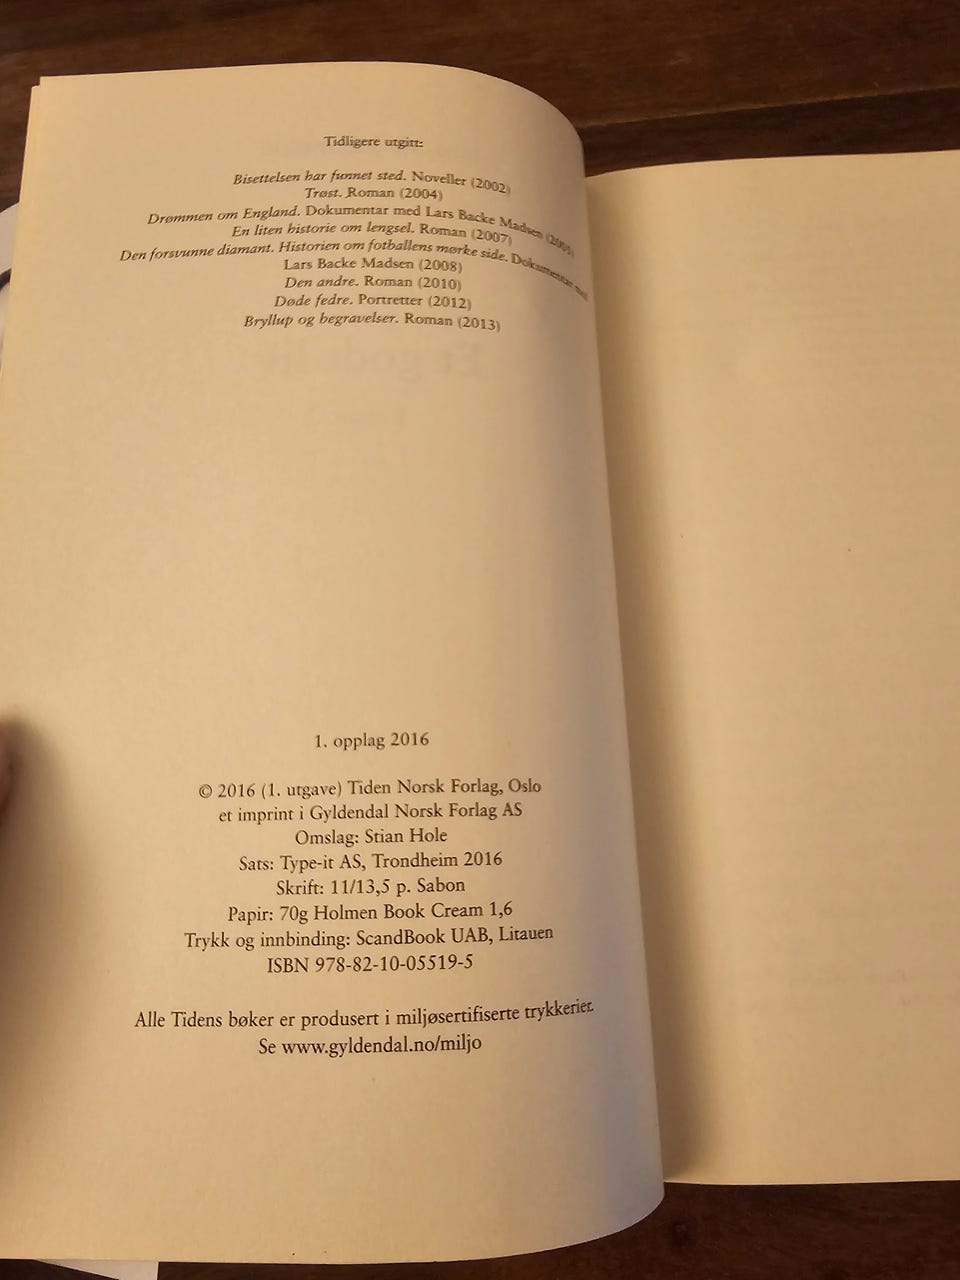 Tidligere utgitt:
Bisettelsen har funnet sted. Noveller (2002)
Trøst. Roman (2004)
Drømmen om England. Dokumentar med Lars Backe Madsen
En liten historie om lengsel. Roman (2007)
Den forsvunne diamant. Historien om fotballens mørke side. Dokumentar med
Lars Backe Madsen (2008)
Den andre. Roman (2010)
Døde fedre. Portretter (2012)
Bryllup og begravelser. Roman (2013)
1. opplag 2016
© 2016 (1. utgave) Tiden Norsk Forlag, Oslo
et imprint i Gyldendal Norsk Forlag AS
Omslag: Stian Hole
Sats: Type-it AS, Trondheim 2016
Skrift: 11/13,5 p. Sabon
Papir: 70g Holmen Book Cream 1,6
Trykk og innbinding: ScandBook UAB, Litauen
ISBN 978-82-10-05519-5
Alle Tidens bøker er produsert i miljøsertifiserte trykkerier.
Se www.gyldendal.no/miljo